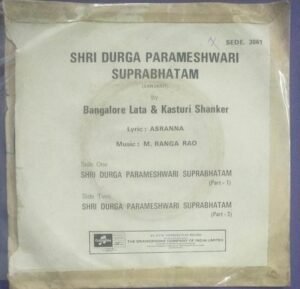 SEDE. 3961
SHRI DURGA PARAMESHWARI
SUPRABHATAM
(SANSKRIT)
By
Bangalore Lata & Kasturi Shanker
Lyric : ASRANNA
Music : M. RANGA RAO
Side One
SHRI DURGA PARAMESHWARI SUPRABHATAM
(Part - 1)
Side Two
SHRI DURGA PARAMESHWARI SUPRABHATAM
(Part - 2)
THE GRAMOPHONE COMPANY OF INDIA LIMITED